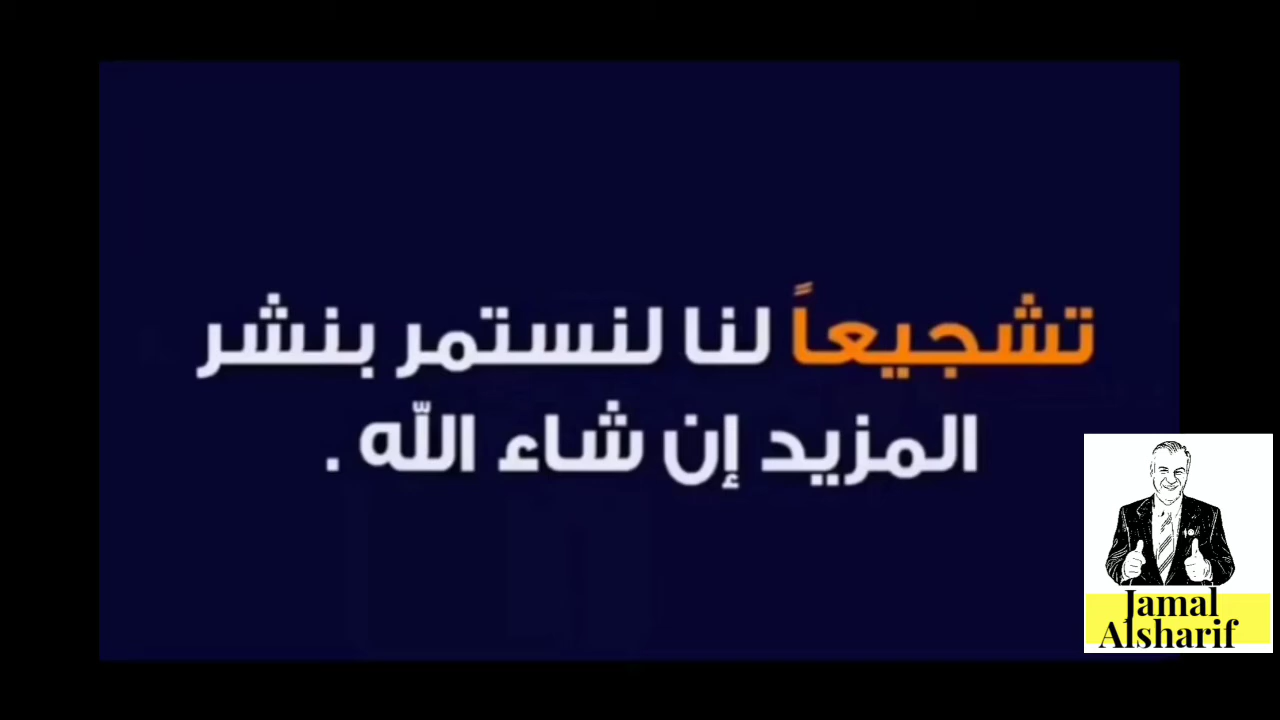 تشجيعاً لنا لنستمر بنشر
المزيد إن شاء الله .
Jamal
Alsharif